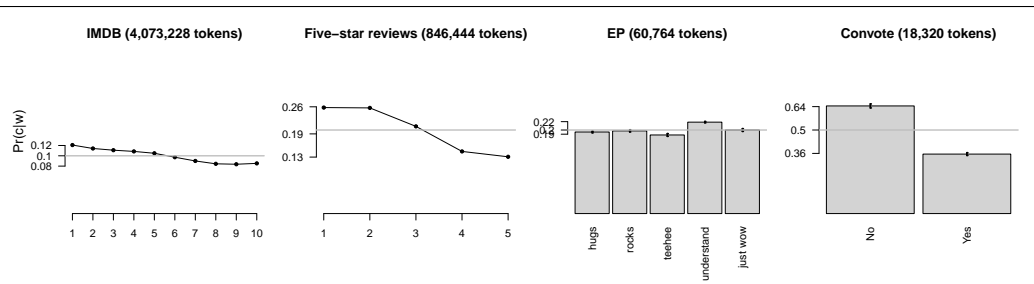 IMDB (4,073,228 tokens)
Five–star reviews (846,444 tokens)
EP (60,764 tokens)
Convote (18,320 tokens)
Pr(c|w)
0.12
0.1
0.08
1 2 3 4 5 6 7 8 9 10
0.26
0.19
0.13
1 2 3 4 5
0.22
0.2
0.19
hugs
rocks
teehee
understand
just wow
0.64
0.5
0.36
No
Yes